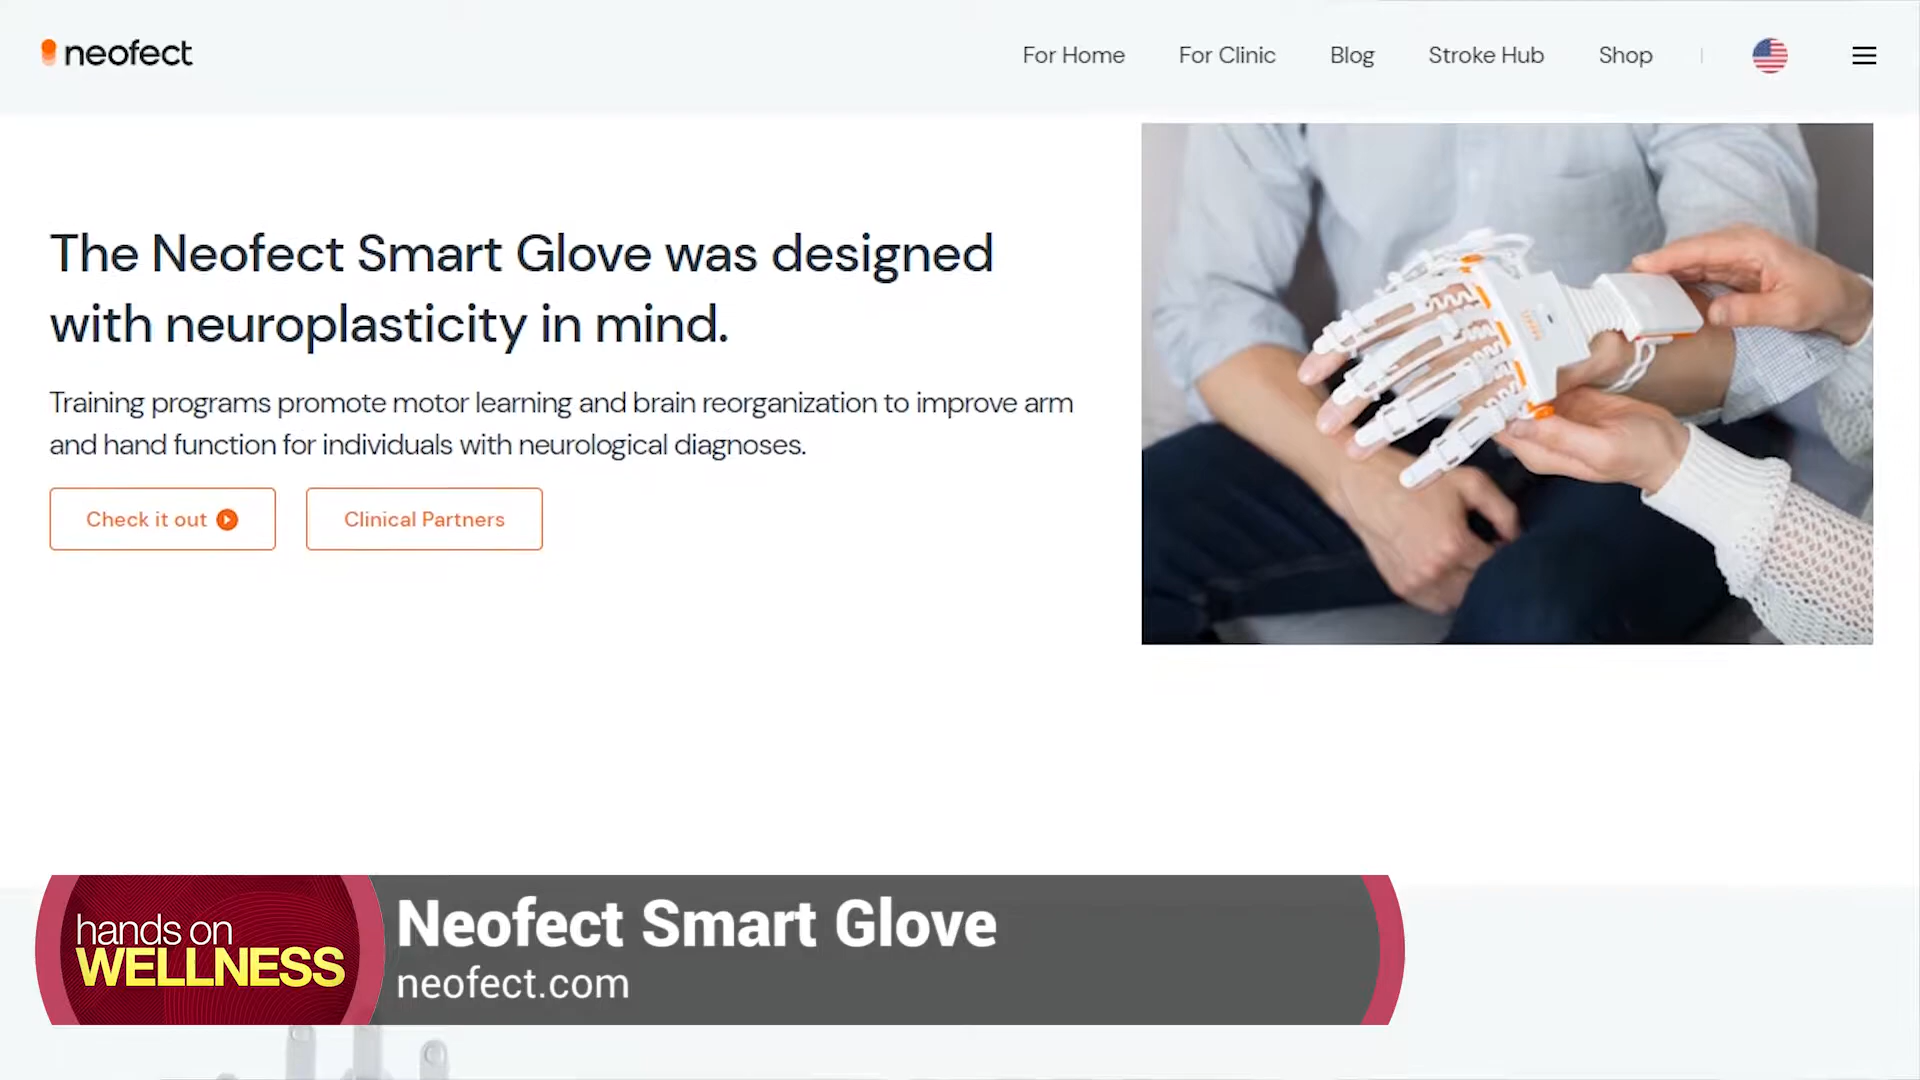 neofect
For Home
For Clinic
Blog
Stroke Hub
Shop
The Neofect Smart Glove was designed
with neuroplasticity in mind.
Training programs promote motor learning and brain reorganization to improve arm
and hand function for individuals with neurological diagnoses.
Check it out
Clinical Partners
hands on
WELLNESS
Neofect Smart Glove
neofect.com